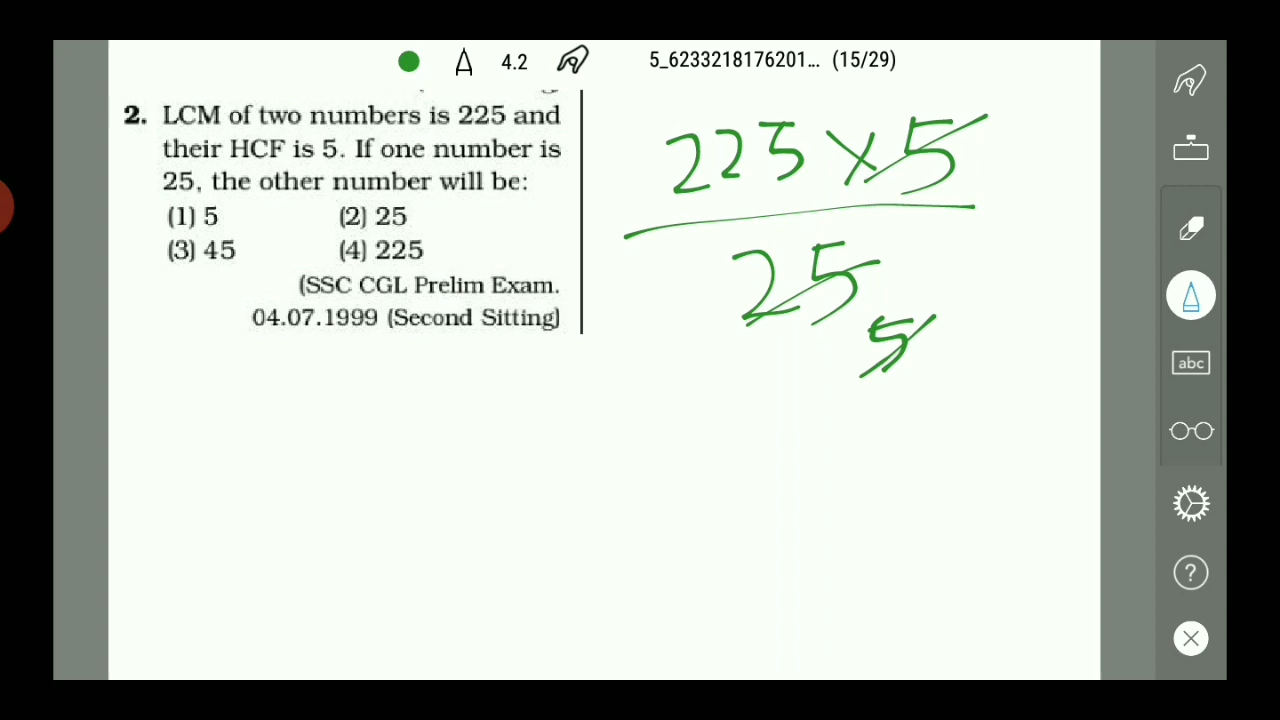 4.2 5_6233218176201... (15/29)
2. LCM of two numbers is 225 and
their HCF is 5. If one number is
25, the other number will be:
(1) 5 (2) 25
(3) 45 (4) 225
(SSC CGL Prelim Exam.
04.07.1999 (Second Sitting)
225 × 5
25
5
abc
?